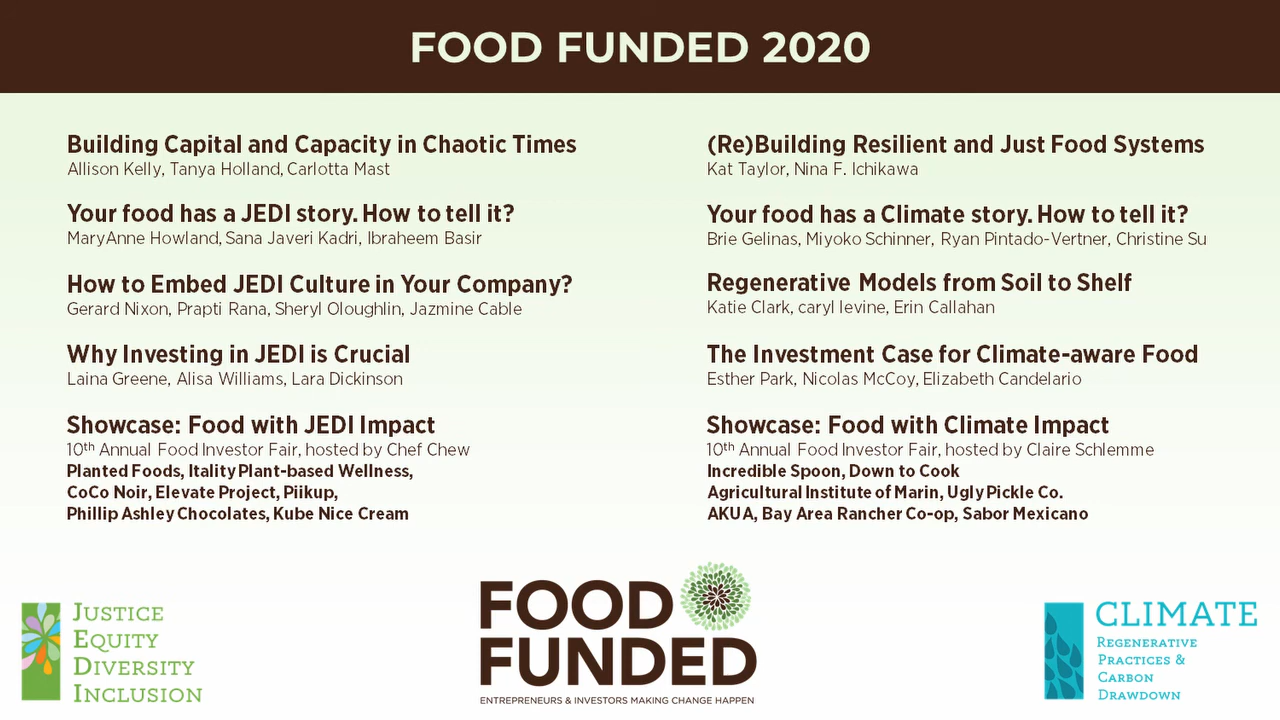 FOOD FUNDED 2020
Building Capital and Capacity in Chaotic Times
Allison Kelly, Tanya Holland, Carlotta Mast
Your food has a JEDI story. How to tell it?
MaryAnne Howland, Sana Javeri Kadri, Ibraheem Basir
How to Embed JEDI Culture in Your Company?
Gerard Nixon, Prapti Rana, Sheryl Oloughlin, Jazmine Cable
Why Investing in JEDI is Crucial
Laina Greene, Alisa Williams, Lara Dickinson
Showcase: Food with JEDI Impact
10th Annual Food Investor Fair, hosted by Chef Chew
Planted Foods, Itality Plant-based Wellness,
CoCo Noir, Elevate Project, Piikup,
Phillip Ashley Chocolates, Kube Nice Cream
(Re)Building Resilient and Just Food Systems
Kat Taylor, Nina F. Ichikawa
Your food has a Climate story. How to tell it?
Brie Gelinas, Miyoko Schinner, Ryan Pintado-Vertner, Christine Su
Regenerative Models from Soil to Shelf
Katie Clark, caryl levine, Erin Callahan
The Investment Case for Climate-aware Food
Esther Park, Nicolas McCoy, Elizabeth Candelario
Showcase: Food with Climate Impact
10th Annual Food Investor Fair, hosted by Claire Schlemme
Incredible Spoon, Down to Cook
Agricultural Institute of Marin, Ugly Pickle Co.
AKUA, Bay Area Rancher Co-op, Sabor Mexicano
JUSTICE
EQUITY
DIVERSITY
INCLUSION
FOOD
FUNDED
ENTREPRENEURS & INVESTORS MAKING CHANGE HAPPEN
CLIMATE
REGENERATIVE
PRACTICES &
CARBON
DRAWDOWN